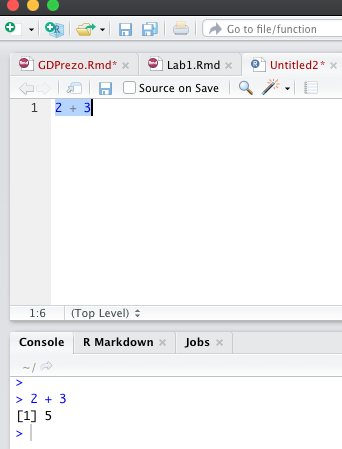 Go to file/function
GDPrezo.Rmd* Lab1.Rmd Untitled2*
Source on Save
1 2 + 3
1:6 (Top Level)
Console R Markdown Jobs
~/
>
> 2 + 3
[1] 5
>